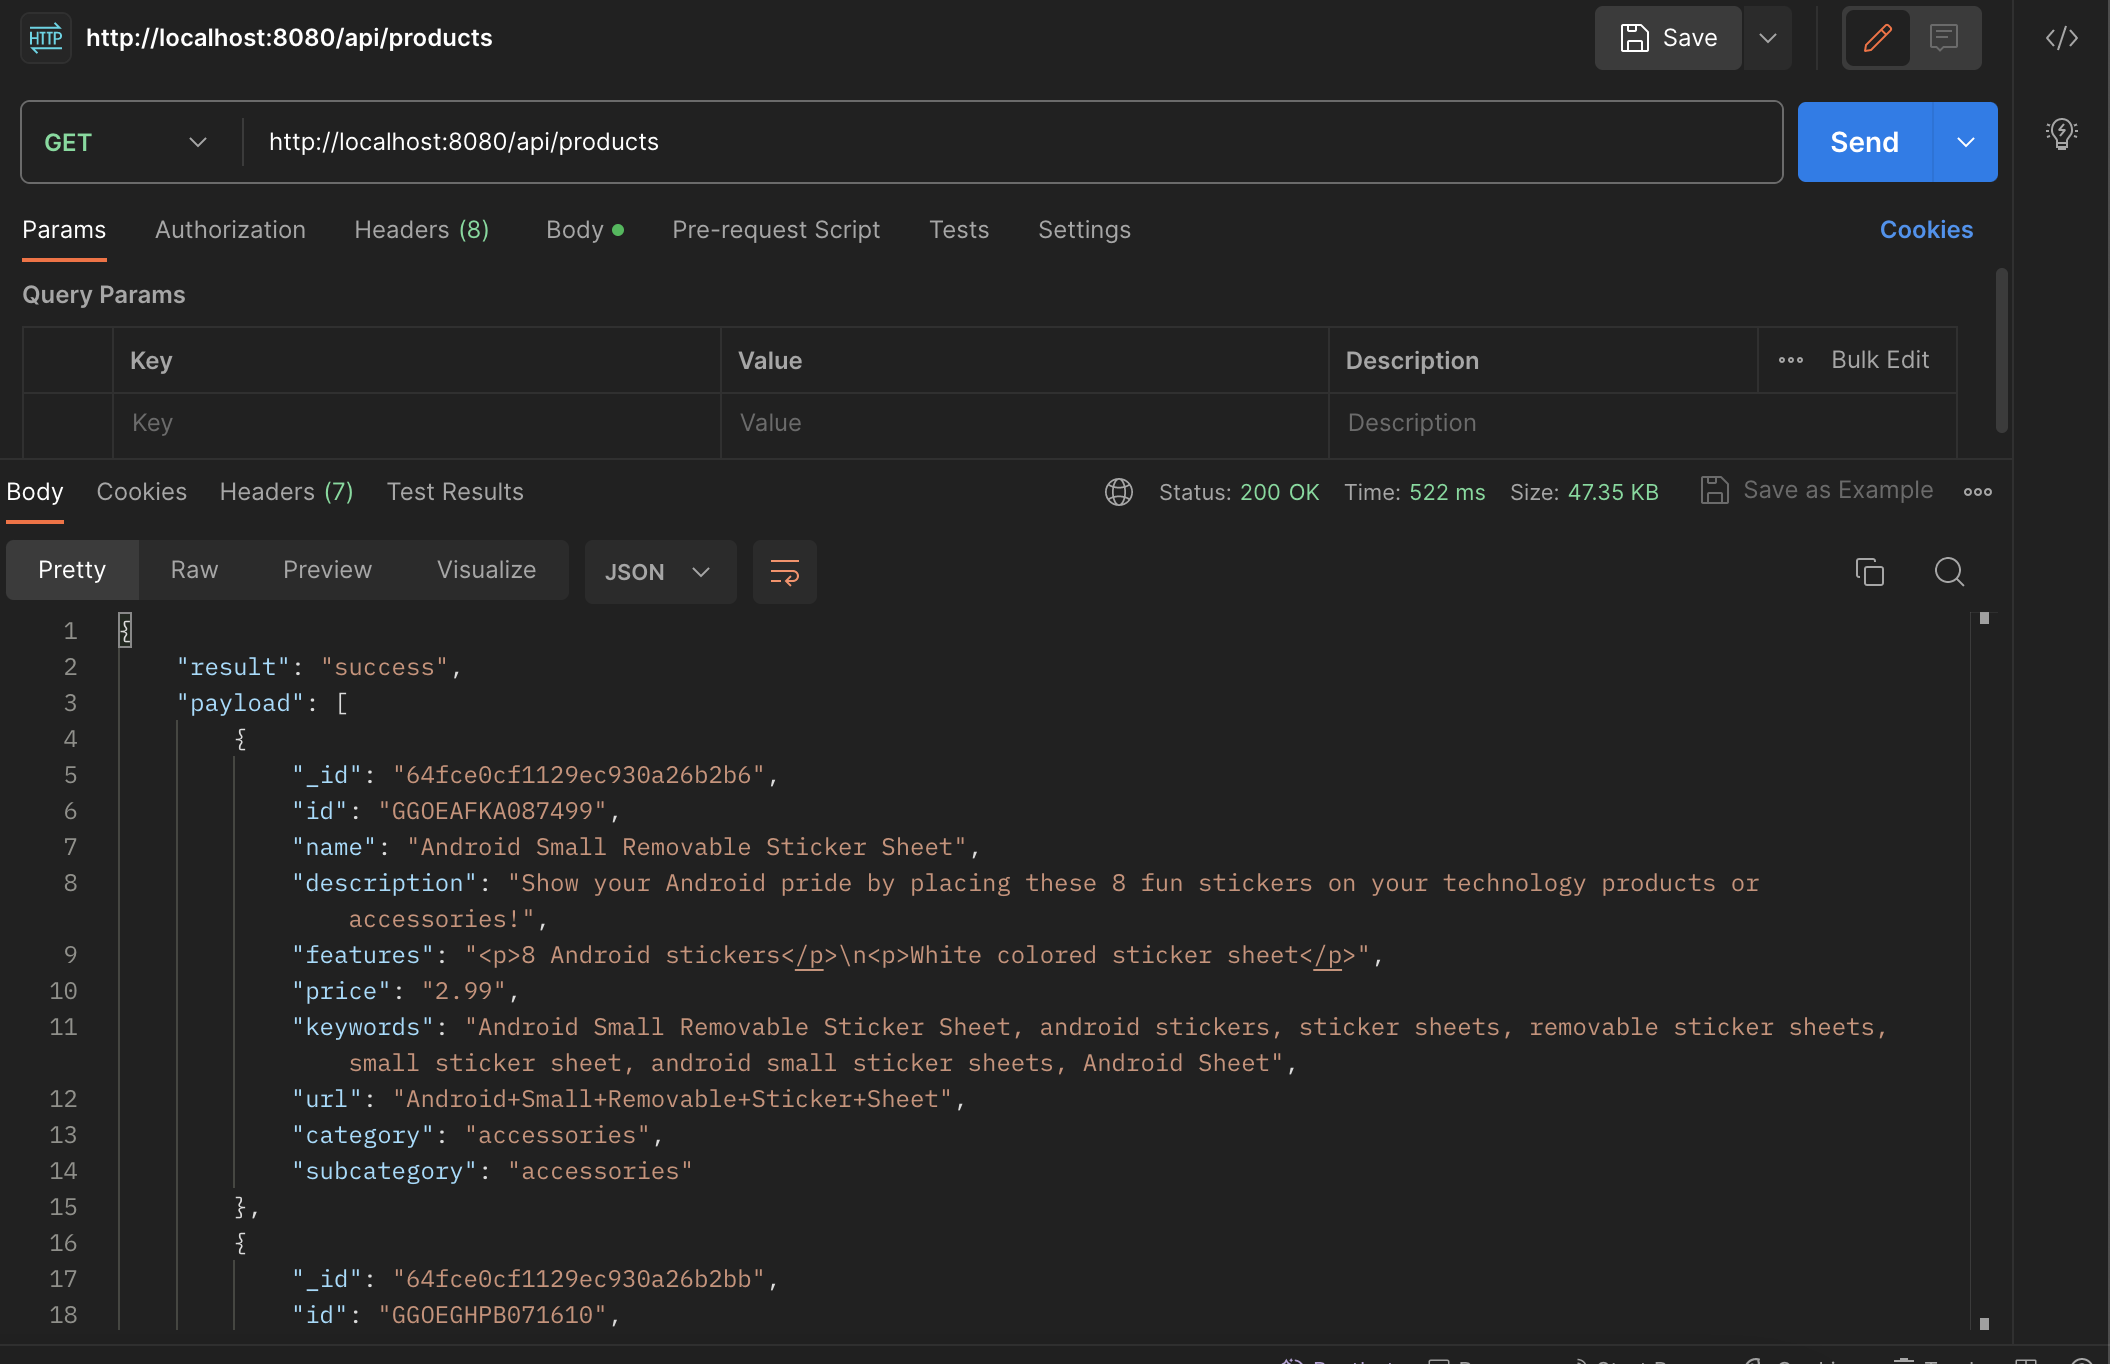 HTTP http://localhost:8080/api/products Save
GET http://localhost:8080/api/products Send
Params Authorization Headers (8) Body Pre-request Script Tests Settings Cookies
Query Params
Key Value Description Bulk Edit
Key Value Description
Body Cookies Headers (7) Test Results Status: 200 OK Time: 522 ms Size: 47.35 KB Save as Example
Pretty Raw Preview Visualize JSON
1 {
2 "result": "success",
3 "payload": [
4 {
5 "_id": "64fce0cf1129ec930a26b2b6",
6 "id": "GGOEAFKA087499",
7 "name": "Android Small Removable Sticker Sheet",
8 "description": "Show your Android pride by placing these 8 fun stickers on your technology products or
accessories!",
9 "features": "<p>8 Android stickers</p>\n<p>White colored sticker sheet</p>",
10 "price": "2.99",
11 "keywords": "Android Small Removable Sticker Sheet, android stickers, sticker sheets, removable sticker sheets,
small sticker sheet, android small sticker sheets, Android Sheet",
12 "url": "Android+Small+Removable+Sticker+Sheet",
13 "category": "accessories",
14 "subcategory": "accessories"
15 },
16 {
17 "_id": "64fce0cf1129ec930a26b2bb",
18 "id": "GGOEGHPB071610",